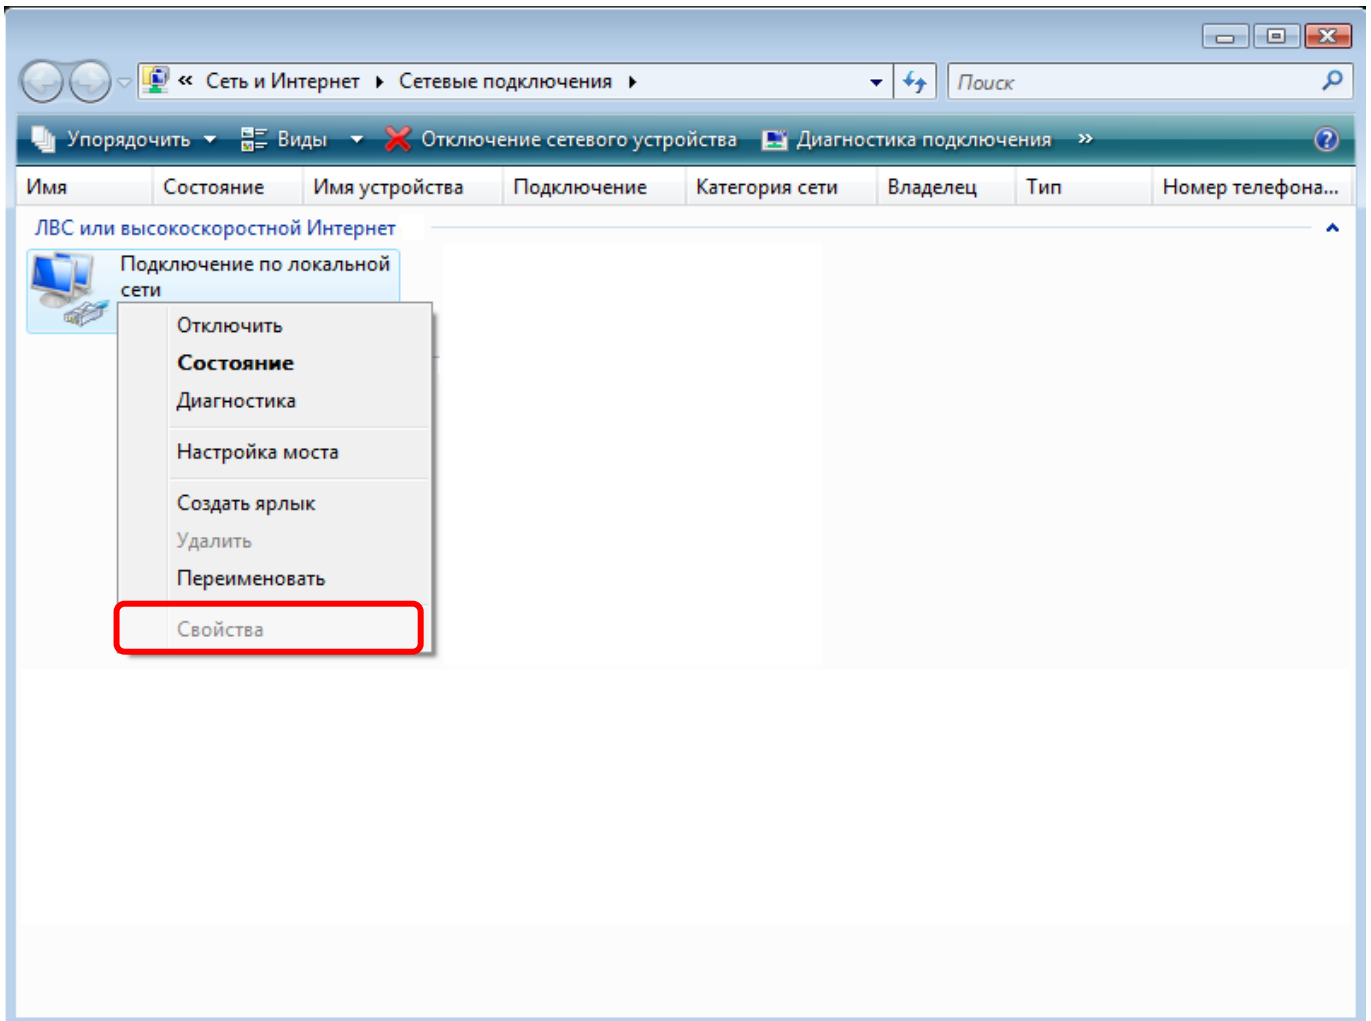 « Сеть и Интернет ▸ Сетевые подключения ▸ Поиск
Упорядочить Виды Отключение сетевого устройства Диагностика подключения »
Имя Состояние Имя устройства Подключение Категория сети Владелец Тип Номер телефона...
ЛВС или высокоскоростной Интернет
Подключение по локальной
сети
Отключить
Состояние
Диагностика
Настройка моста
Создать ярлык
Удалить
Переименовать
Свойства